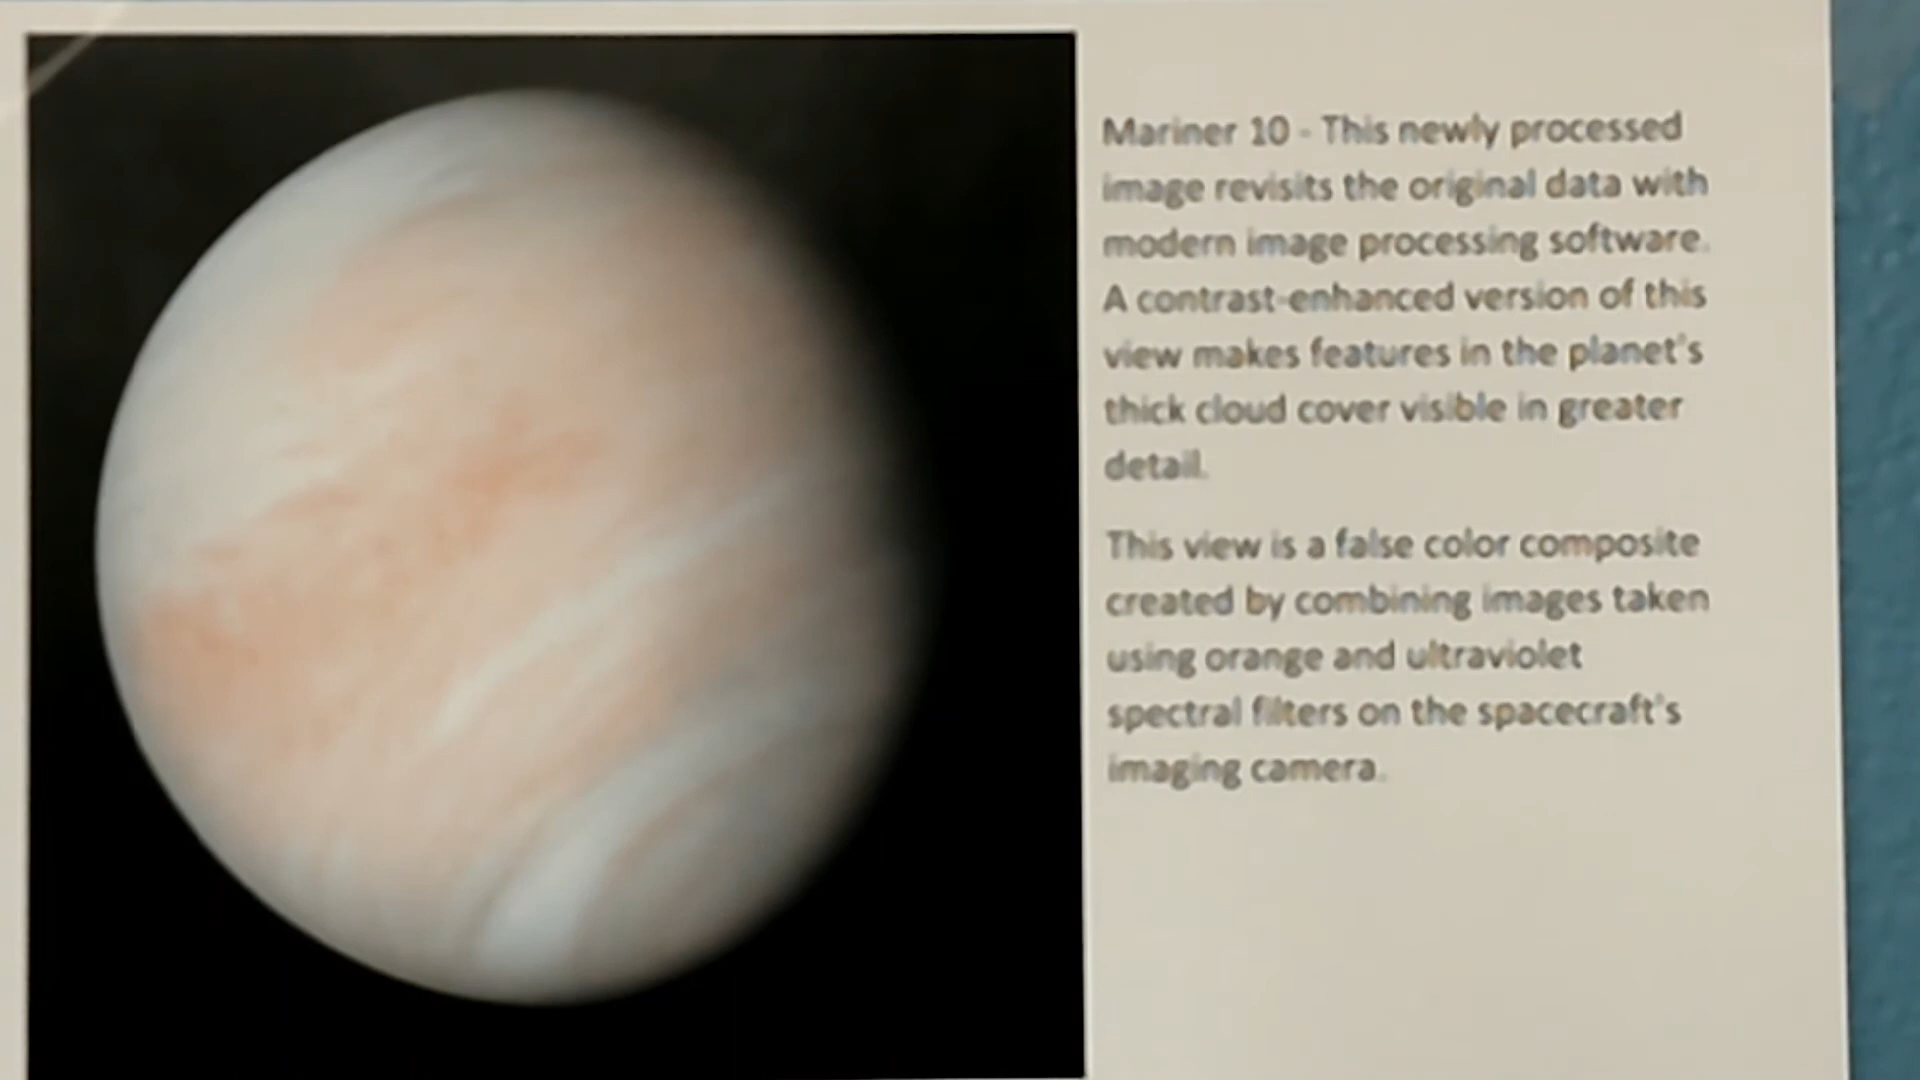 Mariner 10 - This newly processed
image revisits the original data with
modern image processing software.
A contrast-enhanced version of this
view makes features in the planet's
thick cloud cover visible in greater
detail.
This view is a false color composite
created by combining images taken
using orange and ultraviolet
spectral filters on the spacecraft's
imaging camera.